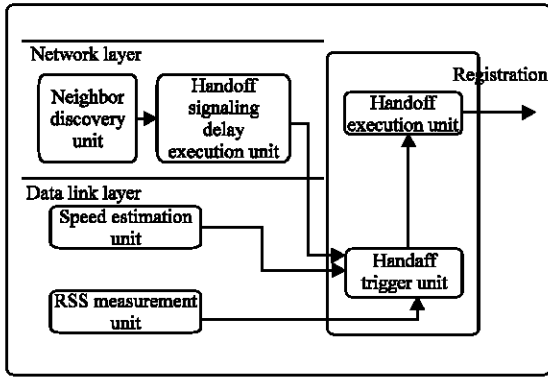 Network layer
Neighbor
discovery
unit
Handoff
signaling
delay
execution unit
Registration
Handoff
execution unit
Data link layer
Speed estimation
unit
Handaff
trigger unit
RSS measurement
unit